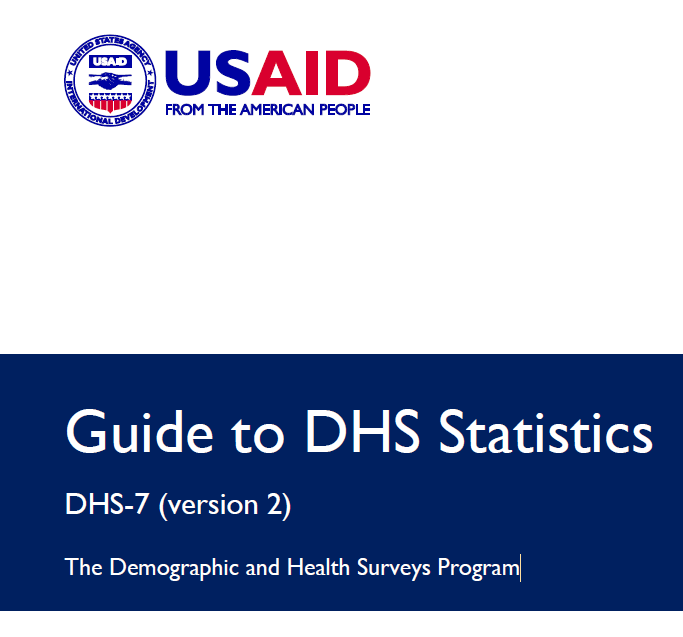 UNITED STATES AGENCY
USAID
INTERNATIONAL DEVELOPMENT
USAID
FROM THE AMERICAN PEOPLE
Guide to DHS Statistics
DHS-7 (version 2)
The Demographic and Health Surveys Program